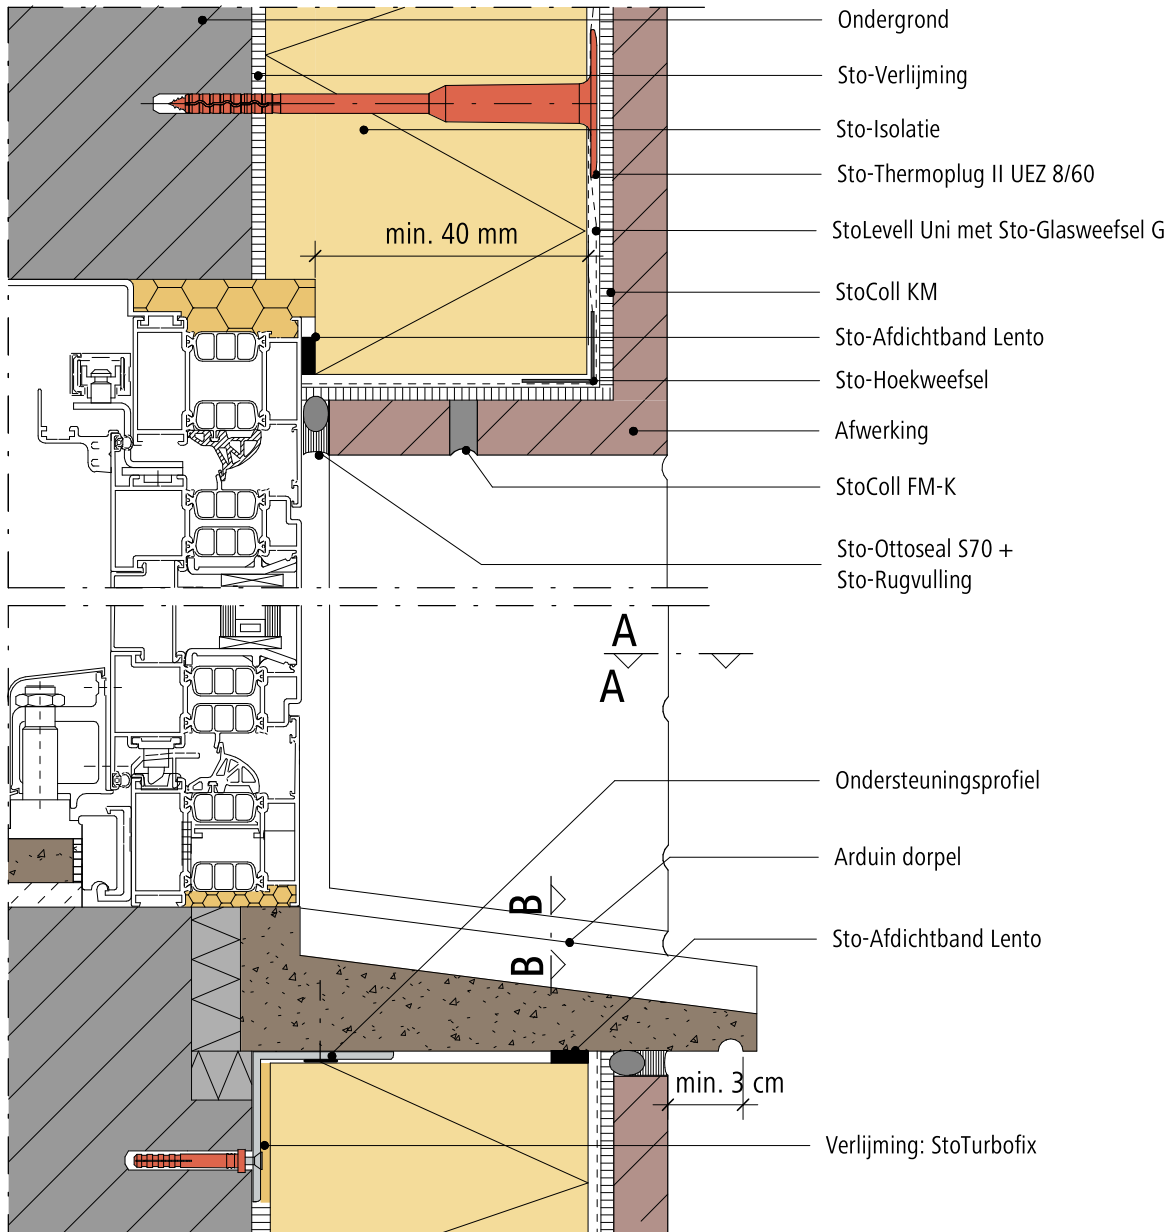 Ondergrond
Sto-Verlijming
Sto-Isolatie
Sto-Thermoplug II UEZ 8/60
StoLevell Uni met Sto-Glasweefsel G
min. 40 mm
StoColl KM
Sto-Afdichtband Lento
Sto-Hoekweefsel
Afwerking
StoColl FM-K
Sto-Ottoseal S70 +
Sto-Rugvulling
A
A
Ondersteuningsprofiel
Arduin dorpel
B
Sto-Afdichtband Lento
B
min. 3 cm
Verlijming: StoTurbofix